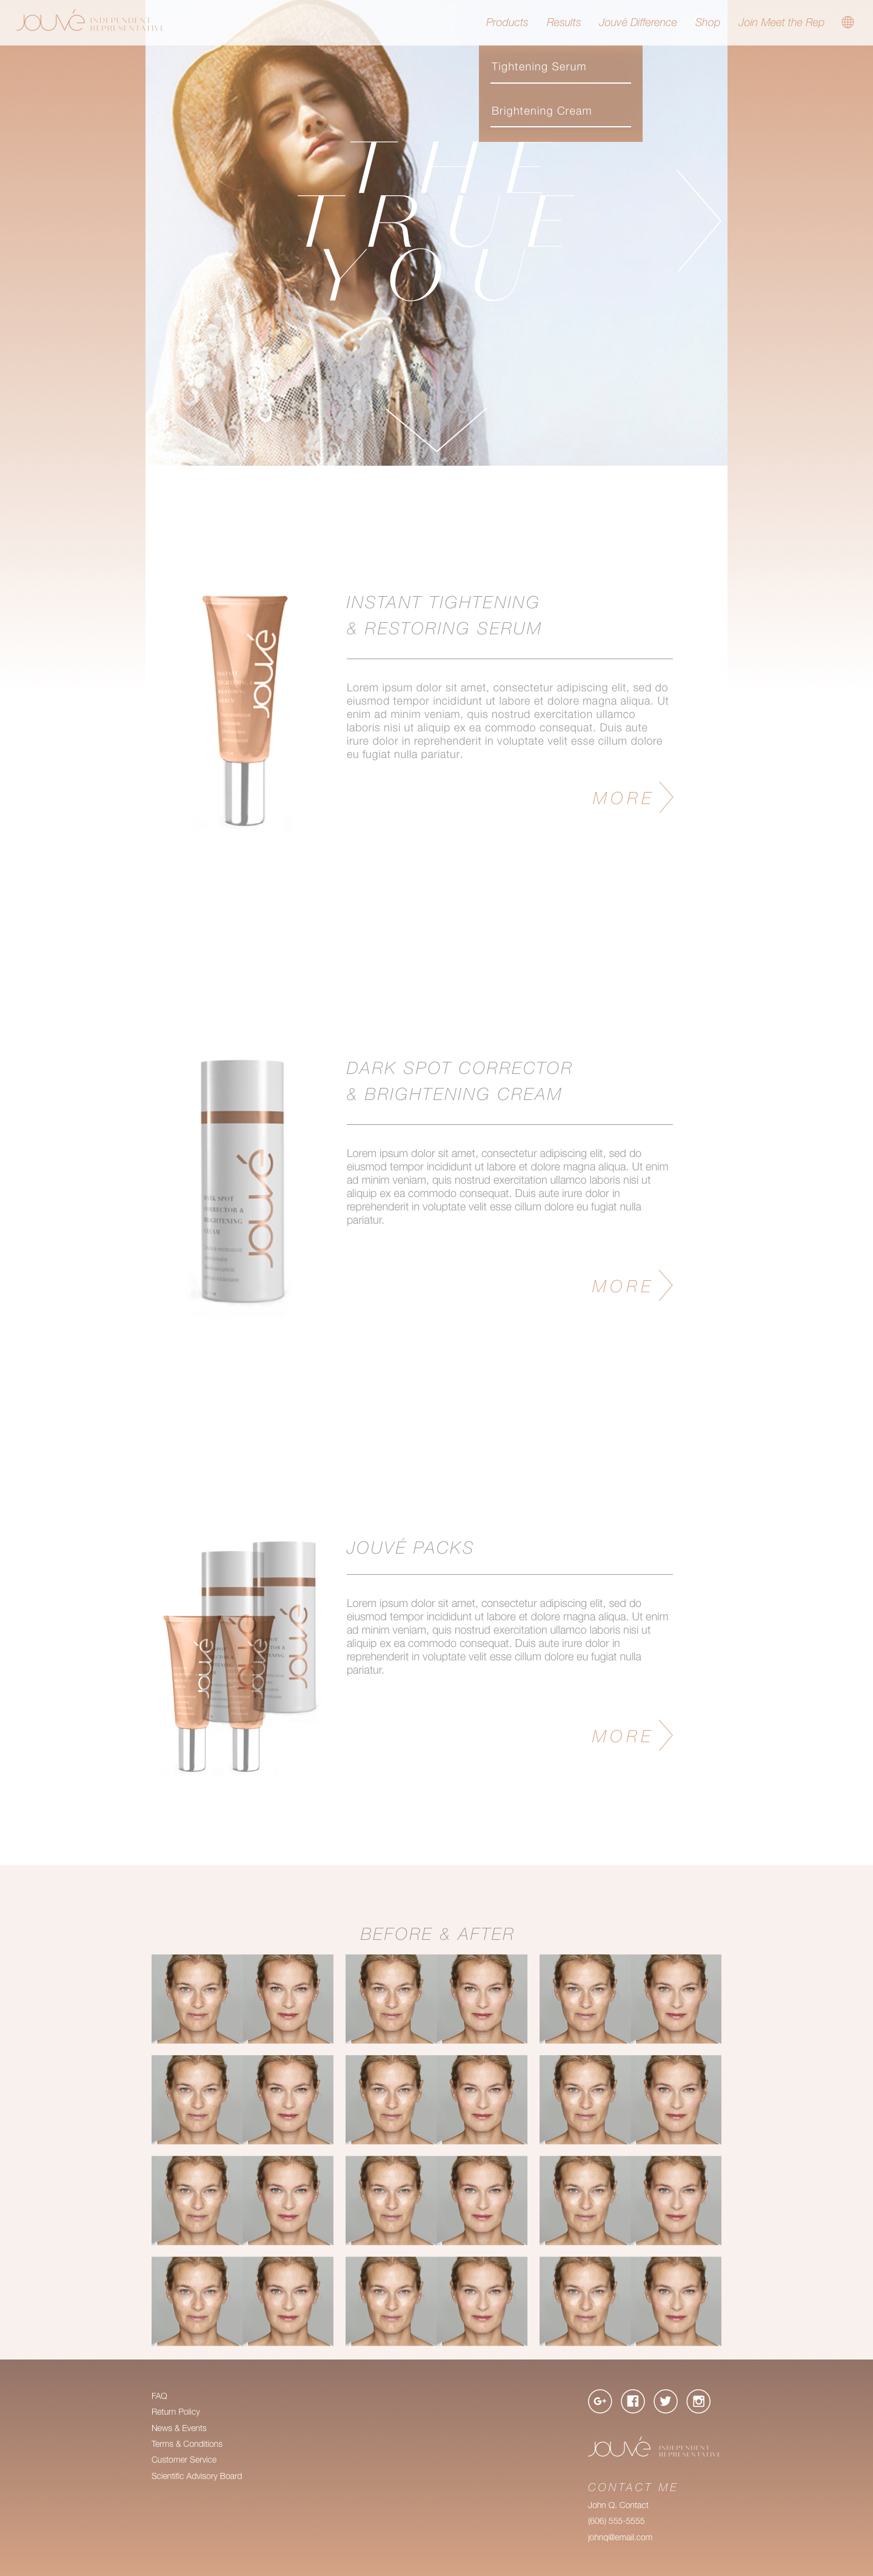 JOUVÉ INDEPENDENT
REPRESENTATIVE
Products Results Jouvé Difference Shop Join Meet the Rep
Tightening Serum
Brightening Cream
THE
TRUE
YOU
INSTANT TIGHTENING
& RESTORING SERUM
Lorem ipsum dolor sit amet, consectetur adipiscing elit, sed do
eiusmod tempor incididunt ut labore et dolore magna aliqua. Ut
enim ad minim veniam, quis nostrud exercitation ullamco
laboris nisi ut aliquip ex ea commodo consequat. Duis aute
irure dolor in reprehenderit in voluptate velit esse cillum dolore
eu fugiat nulla pariatur.
MORE
jouvé
DARK SPOT CORRECTOR
& BRIGHTENING CREAM
Lorem ipsum dolor sit amet, consectetur adipiscing elit, sed do
eiusmod tempor incididunt ut labore et dolore magna aliqua. Ut enim
ad minim veniam, quis nostrud exercitation ullamco laboris nisi ut
aliquip ex ea commodo consequat. Duis aute irure dolor in
reprehenderit in voluptate velit esse cillum dolore eu fugiat nulla
pariatur.
MORE
jouvé
JOUVÉ PACKS
Lorem ipsum dolor sit amet, consectetur adipiscing elit, sed do
eiusmod tempor incididunt ut labore et dolore magna aliqua. Ut enim
ad minim veniam, quis nostrud exercitation ullamco laboris nisi ut
aliquip ex ea commodo consequat. Duis aute irure dolor in
reprehenderit in voluptate velit esse cillum dolore eu fugiat nulla
pariatur.
MORE
jouvé
jouvé
jouvé
jouvé
BEFORE & AFTER
FAQ
Return Policy
News & Events
Terms & Conditions
Customer Service
Scientific Advisory Board
JOUVÉ INDEPENDENT
REPRESENTATIVE
CONTACT ME
John Q. Contact
(606) 555-5555
johnq@email.com